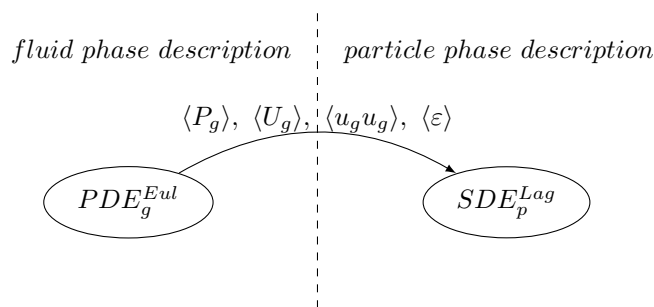 fluid phase description particle phase description
⟨P_g⟩, ⟨U_g⟩, ⟨u_g u_g⟩, ⟨ε⟩
PDE_g^{Eul} SDE_p^{Lag}